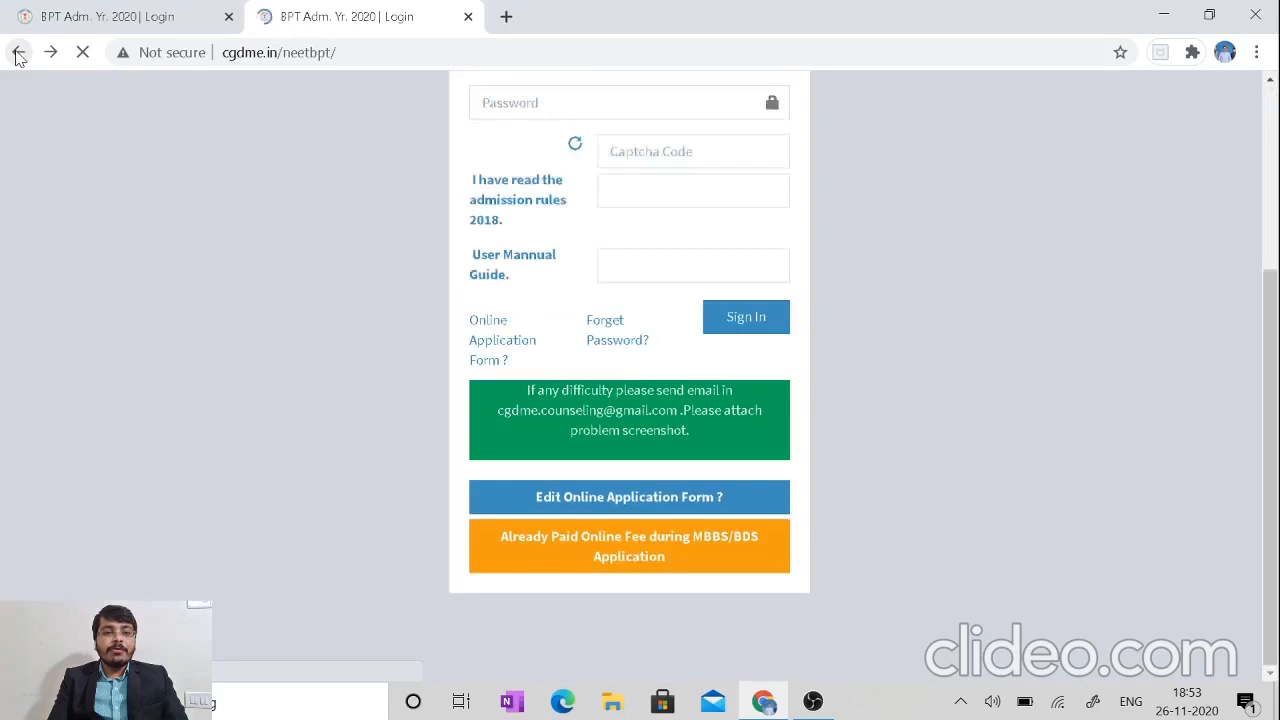 BPT Adm. Yr. 2020 | Login
BPT Adm. Yr. 2020 | Login
Not secure
cgdme.in/neetbpt/
Password
Captcha Code
I have read the
admission rules
2018.
User Mannual
Guide.
Online
Application
Form ?
Forget
Password?
Sign In
If any difficulty please send email in
cgdme.counseling@gmail.com .Please attach
problem screenshot.
Edit Online Application Form ?
Already Paid Online Fee during MBBS/BDS
Application
clideo.com
ENG
18:53
26-11-2020
1